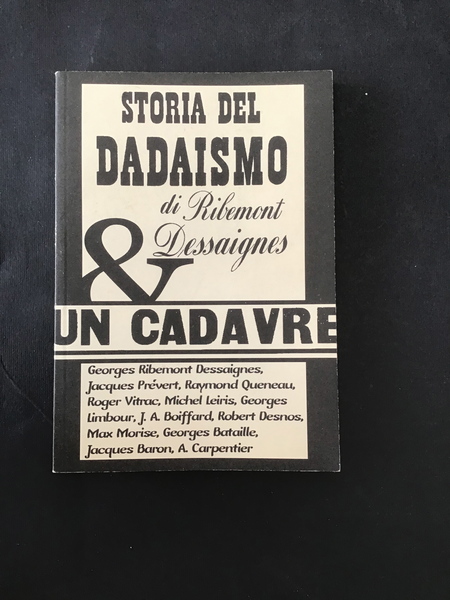 STORIA DEL
DADAISMO
di Ribemont
& Dessaignes
UN CADAVRE
Georges Ribemont Dessaignes,
Jacques Prévert, Raymond Queneau,
Roger Vitrac, Michel Leiris, Georges
Limbour, J. A. Boiffard, Robert Desnos,
Max Morise, Georges Bataille,
Jacques Baron, A. Carpentier